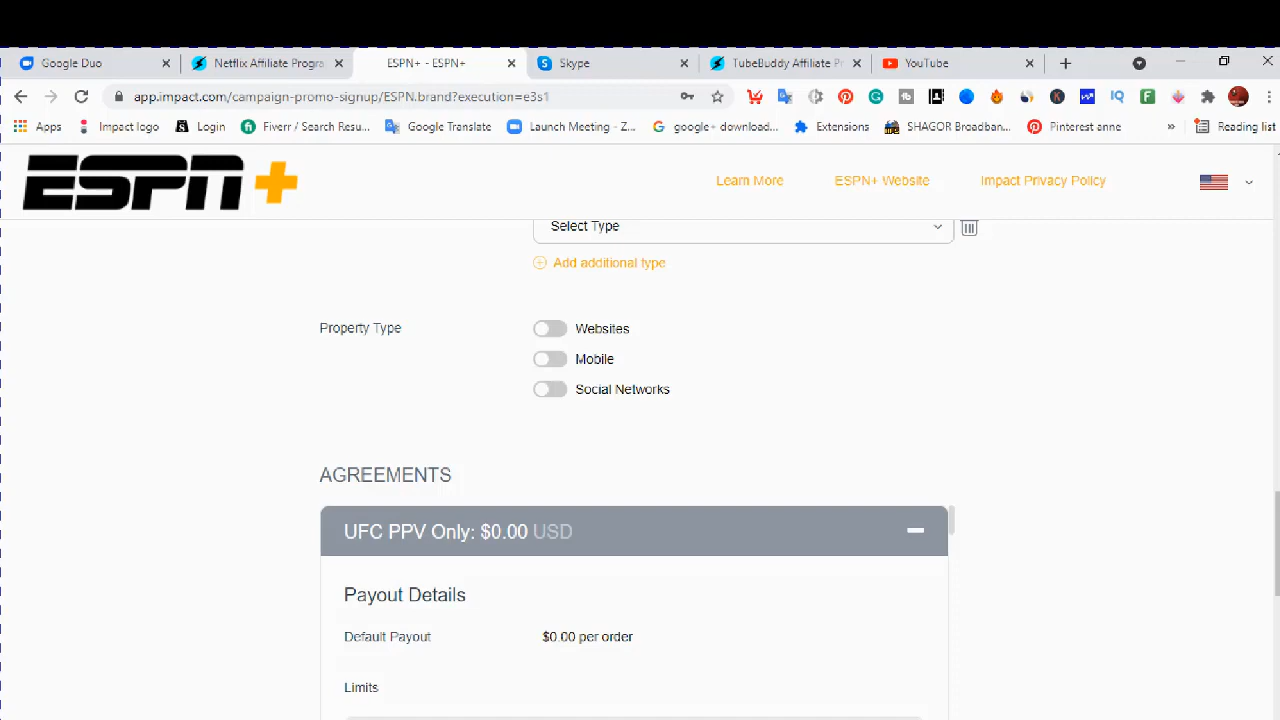 Google Duo
Netflix Affiliate Progra
ESPN+ - ESPN+
Skype
TubeBuddy Affiliate Pr
YouTube
app.impact.com/campaign-promo-signup/ESPN.brand?execution=e3s1
Apps
Impact logo
Login
Fiverr / Search Resu...
Google Translate
Launch Meeting - Z...
google+ download...
Extensions
SHAGOR Broadban...
Pinterest anne
»
Reading list
ESPN+
Learn More
ESPN+ Website
Impact Privacy Policy
Select Type
Add additional type
Property Type
Websites
Mobile
Social Networks
AGREEMENTS
UFC PPV Only: $0.00 USD
Payout Details
Default Payout
$0.00 per order
Limits